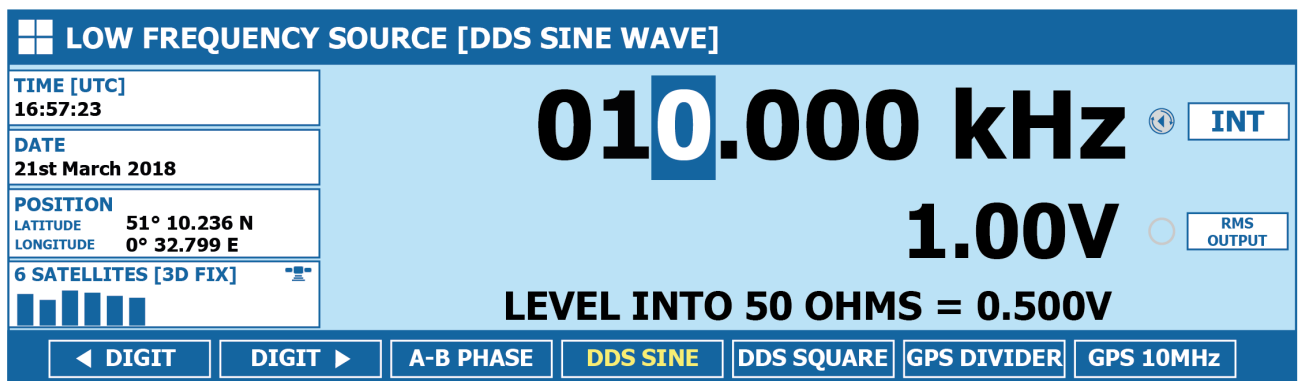 LOW FREQUENCY SOURCE [DDS SINE WAVE]
TIME [UTC]
16:57:23
DATE
21st March 2018
POSITION
LATITUDE 51° 10.236 N
LONGITUDE 0° 32.799 E
6 SATELLITES [3D FIX]
010.000 kHz
INT
1.00V
RMS
OUTPUT
LEVEL INTO 50 OHMS = 0.500V
DIGIT
DIGIT
A-B PHASE
DDS SINE
DDS SQUARE
GPS DIVIDER
GPS 10MHz